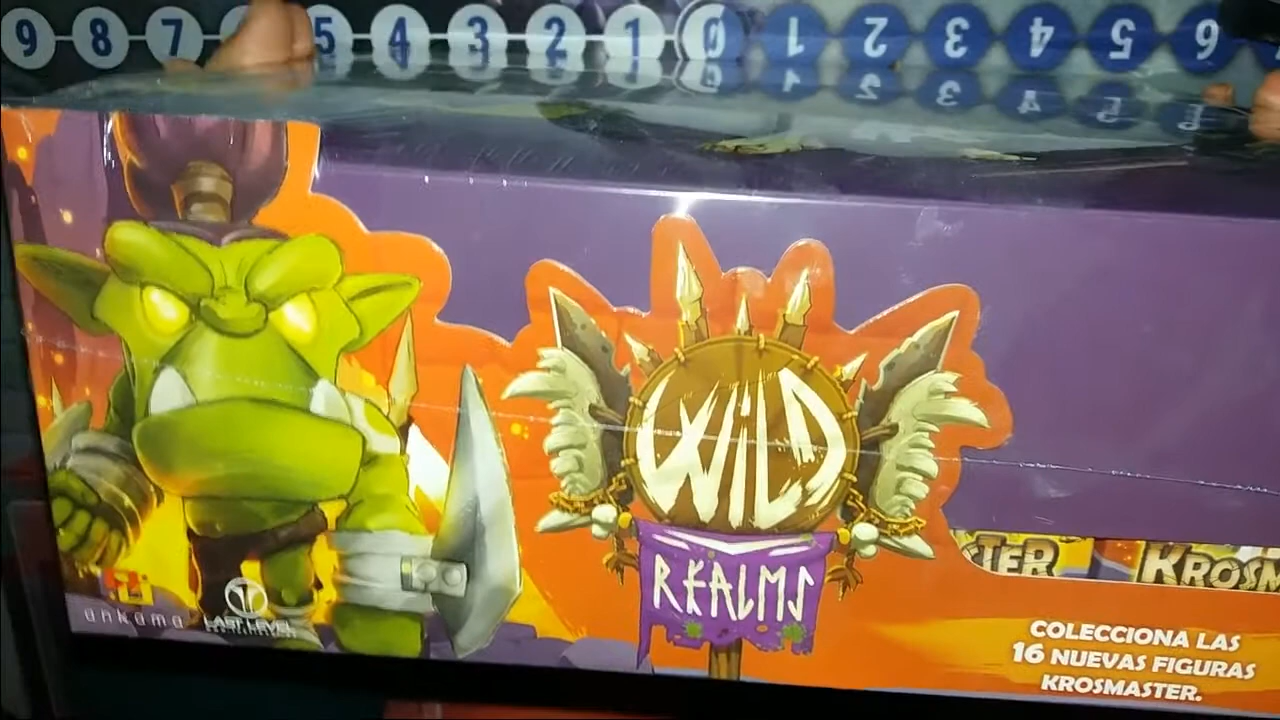 9 8 7 5 4 3 2 1 0 1 2 3 4 5 6
WILD
REALMS
TER KROSM
ankama LAST LEVEL
COLECCIONA LAS
16 NUEVAS FIGURAS
KROSMASTER.